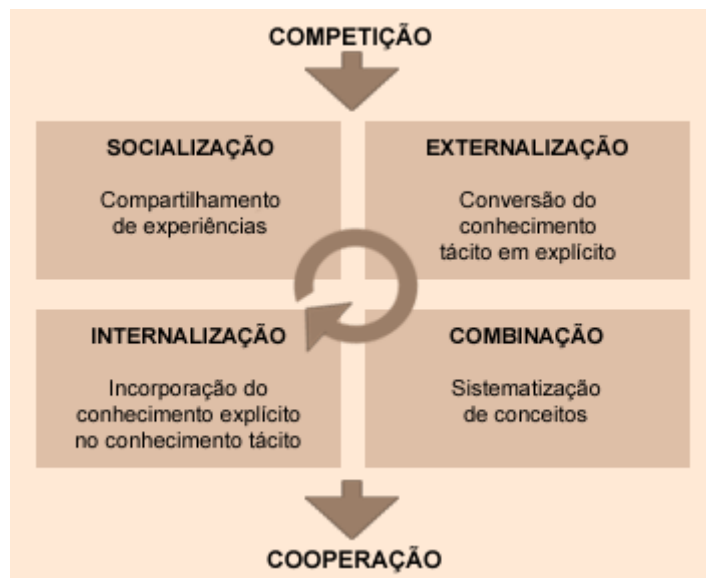 COMPETIÇÃO
SOCIALIZAÇÃO
Compartilhamento
de experiências
EXTERNALIZAÇÃO
Conversão do
conhecimento
tácito em explícito
INTERNALIZAÇÃO
Incorporação do
conhecimento explícito
no conhecimento tácito
COMBINAÇÃO
Sistematização
de conceitos
COOPERAÇÃO